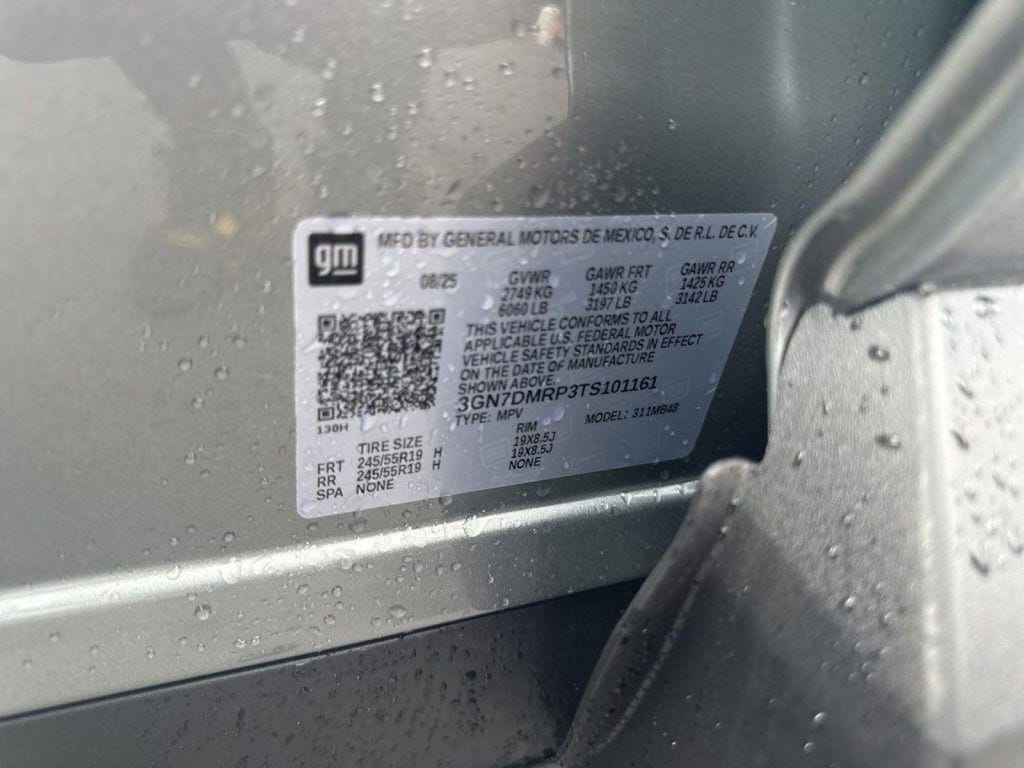 gm
MFD BY GENERAL MOTORS DE MEXICO, S. DE R.L. DE C.V.
08/25 GVWR GAWR FRT GAWR RR
2749 KG 1450 KG 1425 KG
6060 LB 3197 LB 3142 LB
THIS VEHICLE CONFORMS TO ALL
APPLICABLE U.S. FEDERAL MOTOR
VEHICLE SAFETY STANDARDS IN EFFECT
ON THE DATE OF MANUFACTURE
SHOWN ABOVE.
3GN7DMRP3TS101161
TYPE: MPV MODEL: 311MB48
130H
TIRE SIZE RIM
FRT 245/55R19 H 19X8.5J
RR 245/55R19 H 19X8.5J
SPA NONE NONE